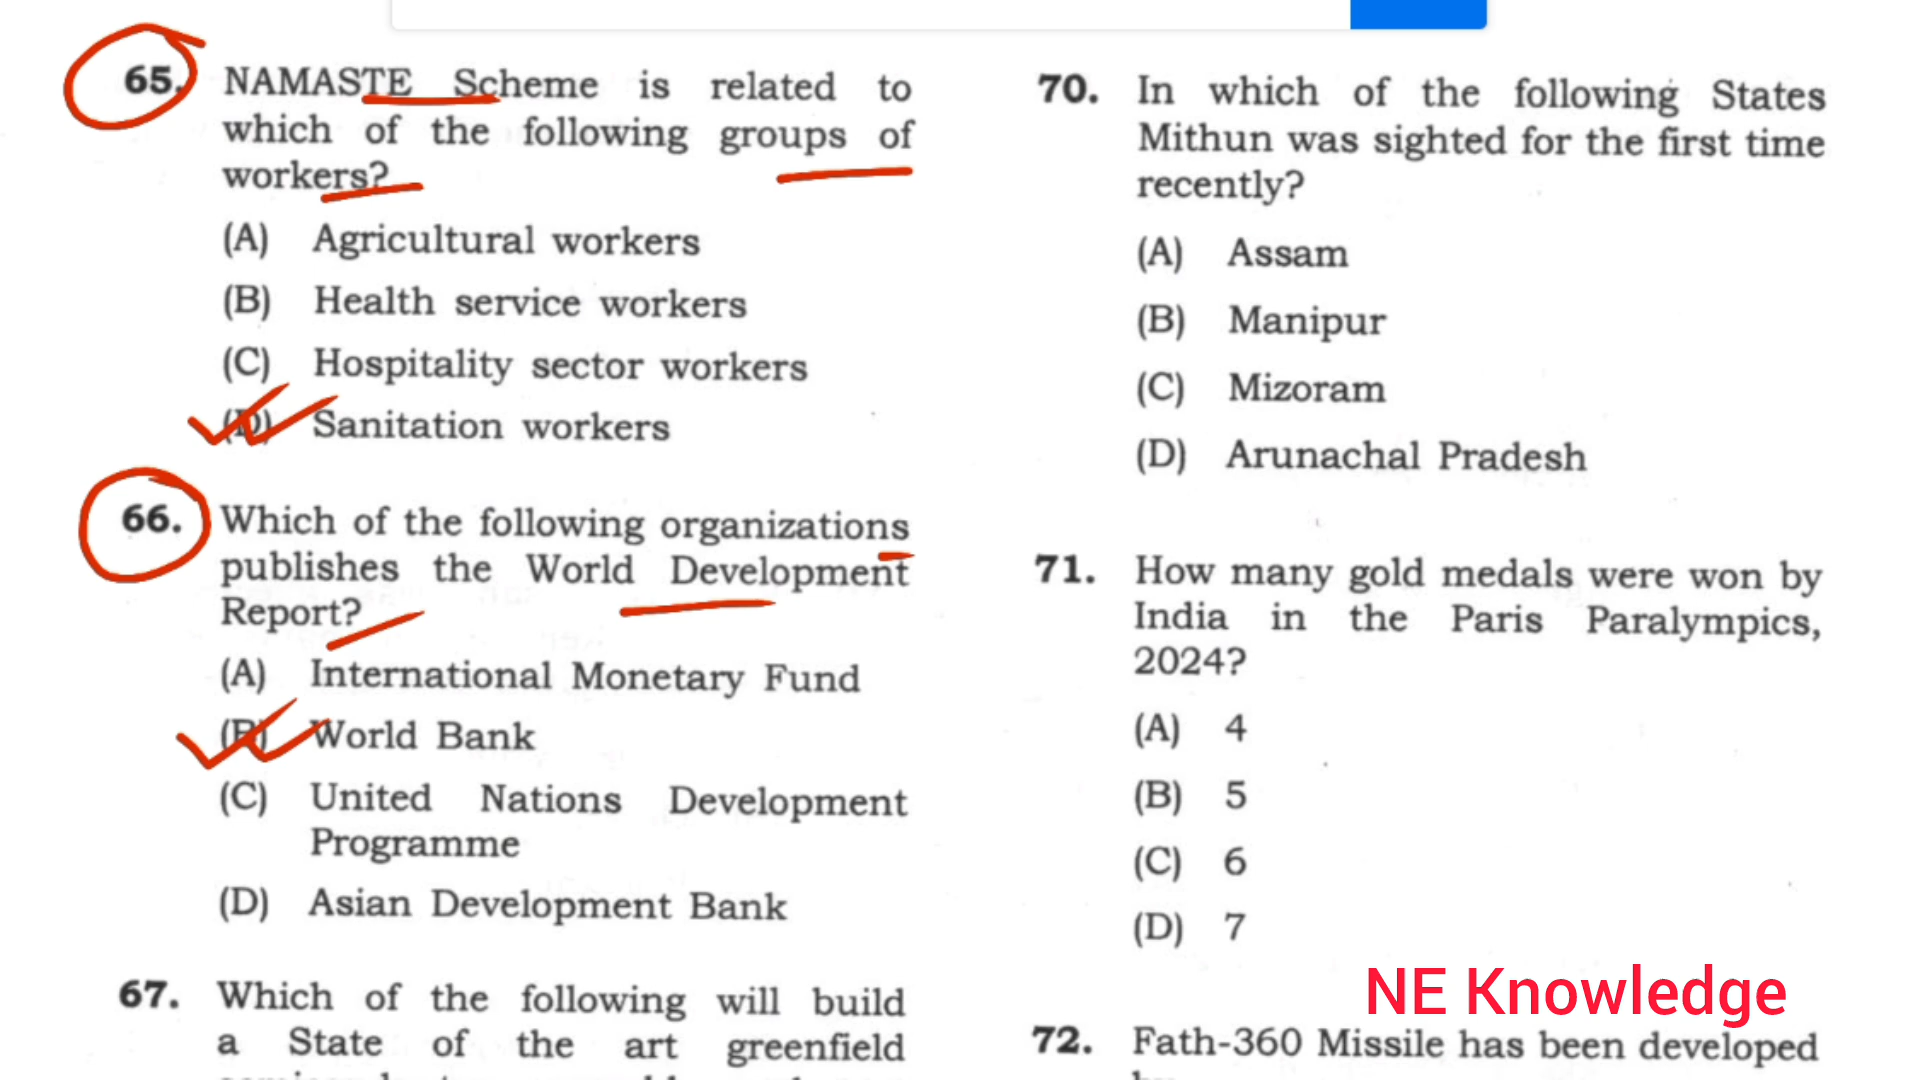 65. NAMASTE Scheme is related to
which of the following groups of
workers?
(A) Agricultural workers
(B) Health service workers
(C) Hospitality sector workers
(D) Sanitation workers
66. Which of the following organizations
publishes the World Development
Report?
(A) International Monetary Fund
(B) World Bank
(C) United Nations Development
Programme
(D) Asian Development Bank
67. Which of the following will build
a State of the art greenfield
70. In which of the following States
Mithun was sighted for the first time
recently?
(A) Assam
(B) Manipur
(C) Mizoram
(D) Arunachal Pradesh
71. How many gold medals were won by
India in the Paris Paralympics,
2024?
(A) 4
(B) 5
(C) 6
(D) 7
NE Knowledge
72. Fath-360 Missile has been developed